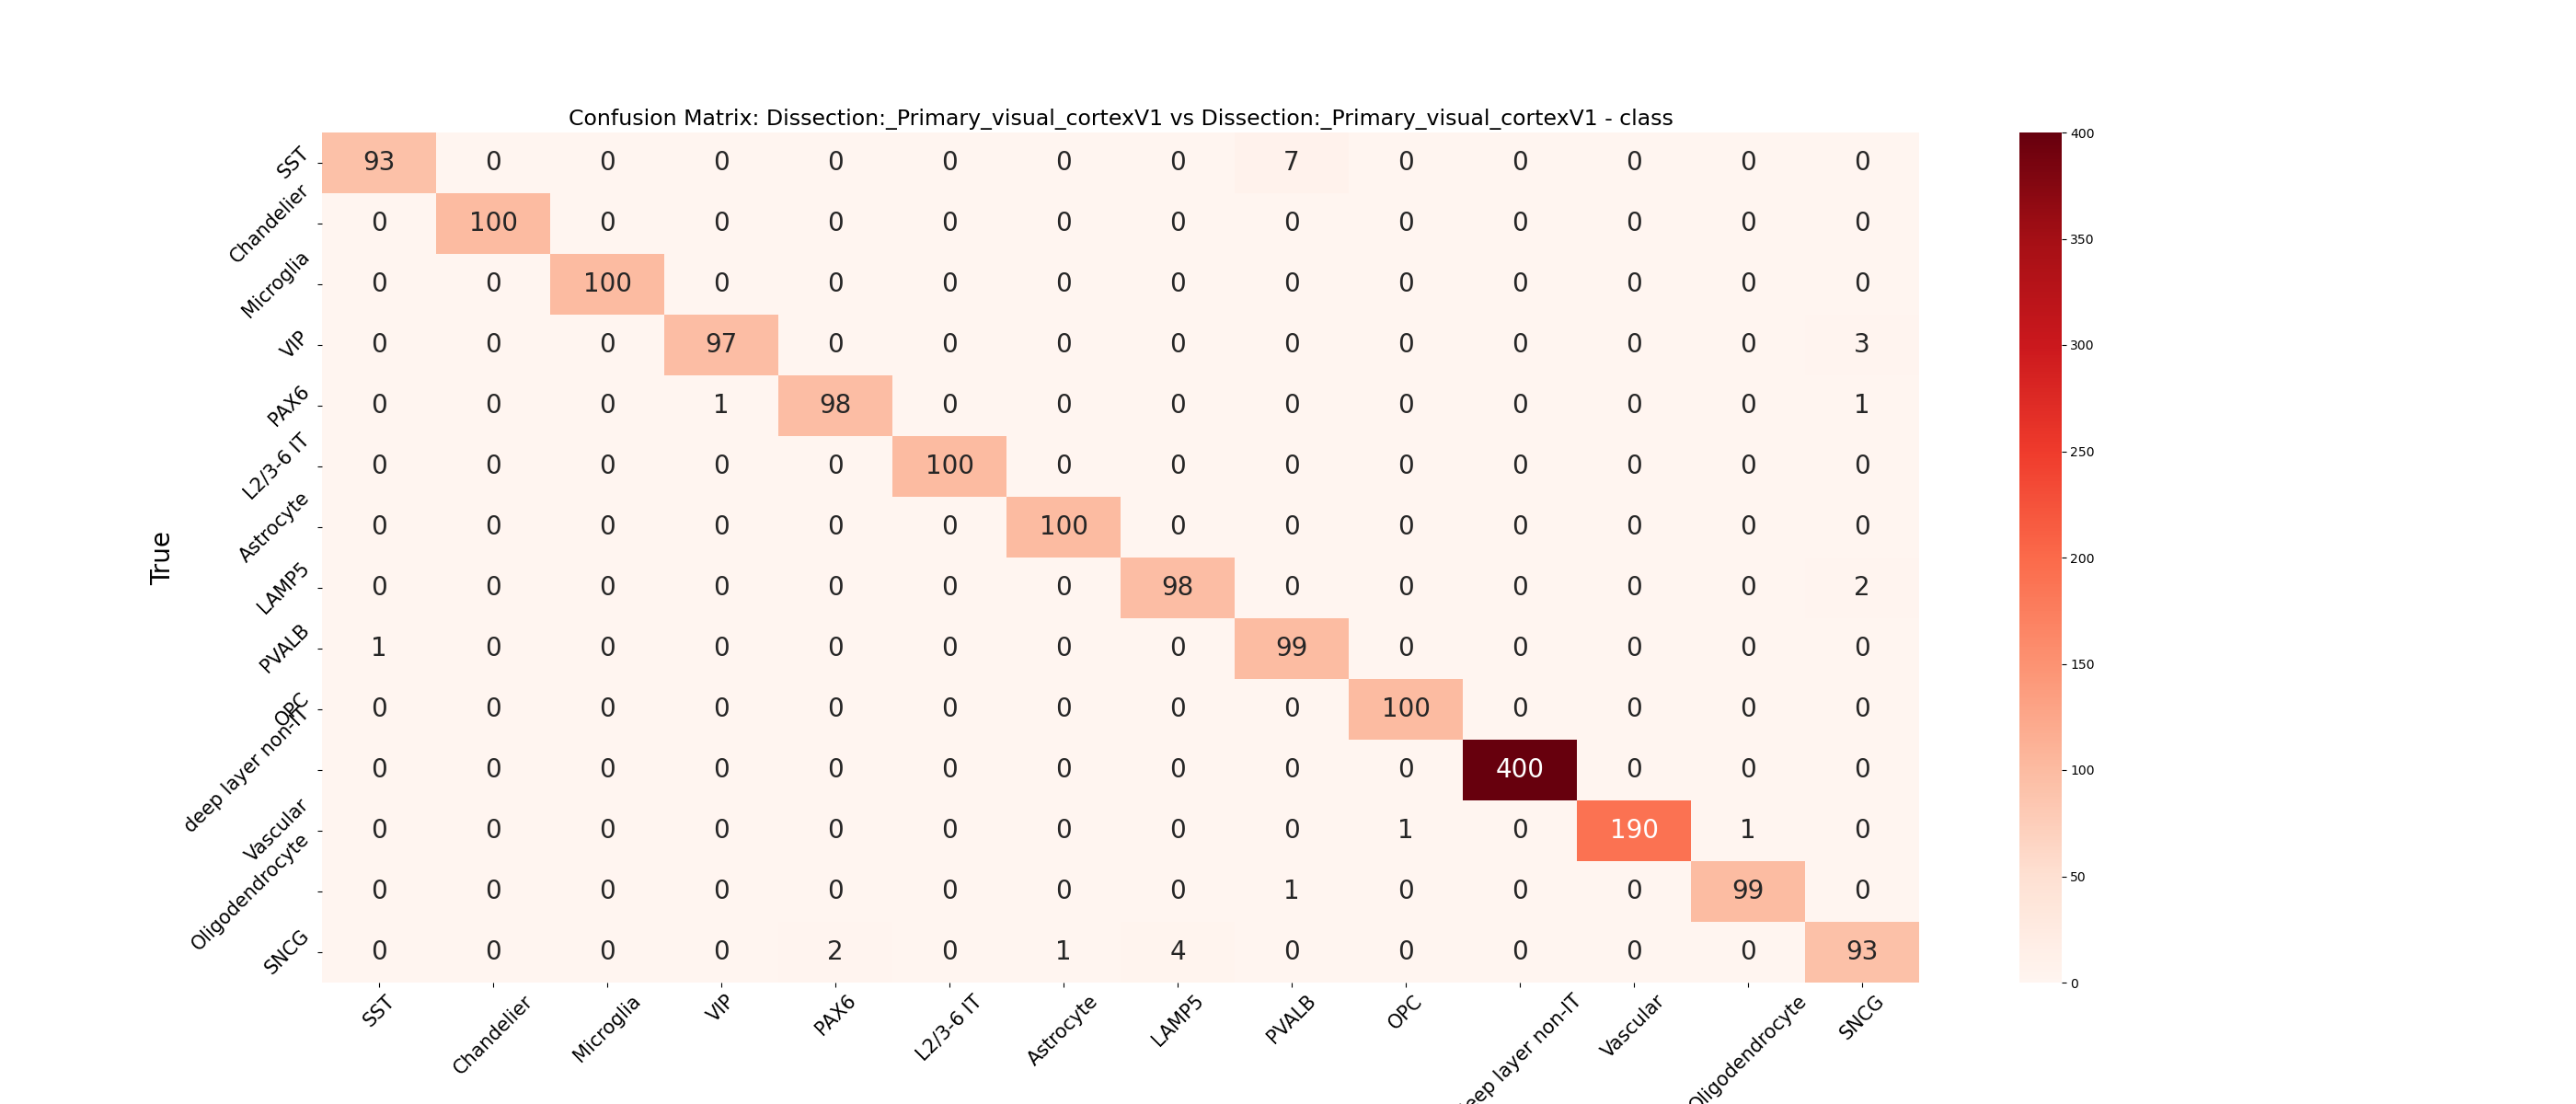 Confusion Matrix: Dissection:_Primary_visual_cortexV1 vs Dissection:_Primary_visual_cortexV1 - class
True
SST 93 0 0 0 0 0 0 0 7 0 0 0 0 0
Chandelier 0 100 0 0 0 0 0 0 0 0 0 0 0 0
Microglia 0 0 100 0 0 0 0 0 0 0 0 0 0 0
VIP 0 0 0 97 0 0 0 0 0 0 0 0 0 3
PAX6 0 0 0 1 98 0 0 0 0 0 0 0 0 1
L2/3-6 IT 0 0 0 0 0 100 0 0 0 0 0 0 0 0
Astrocyte 0 0 0 0 0 0 100 0 0 0 0 0 0 0
LAMP5 0 0 0 0 0 0 0 98 0 0 0 0 0 2
PVALB 1 0 0 0 0 0 0 0 99 0 0 0 0 0
OPC 0 0 0 0 0 0 0 0 0 100 0 0 0 0
deep layer non-IT 0 0 0 0 0 0 0 0 0 0 400 0 0 0
Vascular 0 0 0 0 0 0 0 0 0 1 0 190 1 0
Oligodendrocyte 0 0 0 0 0 0 0 0 1 0 0 0 99 0
SNCG 0 0 0 0 2 0 1 4 0 0 0 0 0 93
SST Chandelier Microglia VIP PAX6 L2/3-6 IT Astrocyte LAMP5 PVALB OPC deep layer non-IT Vascular Oligodendrocyte SNCG
400
350
300
250
200
150
100
50
0